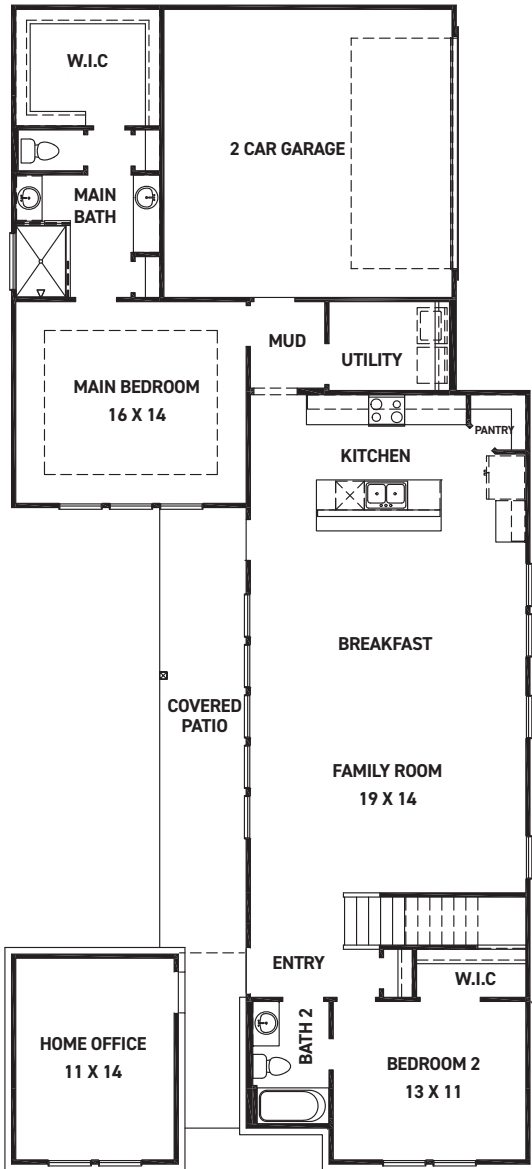 W.I.C
2 CAR GARAGE
MAIN
BATH
MUD
UTILITY
MAIN BEDROOM
16 X 14
PANTRY
KITCHEN
BREAKFAST
COVERED
PATIO
FAMILY ROOM
19 X 14
ENTRY
W.I.C
HOME OFFICE
11 X 14
BATH 2
BEDROOM 2
13 X 11